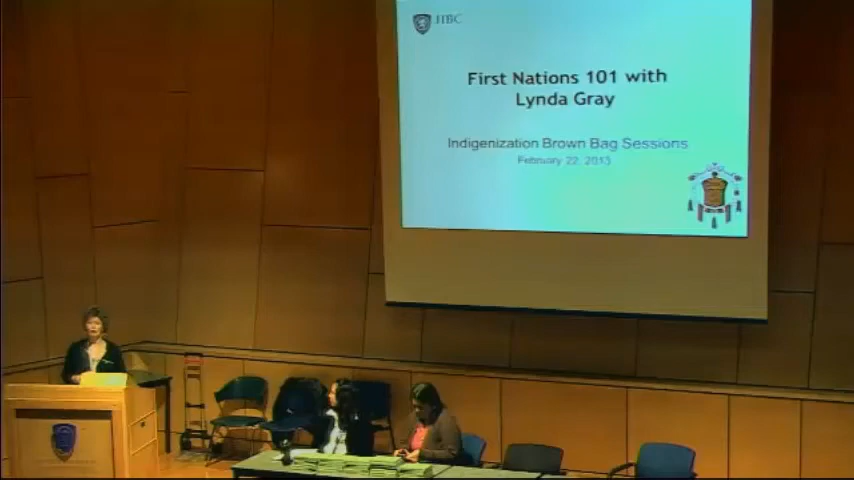 JIBC
First Nations 101 with
Lynda Gray
Indigenization Brown Bag Sessions
February 22, 2013